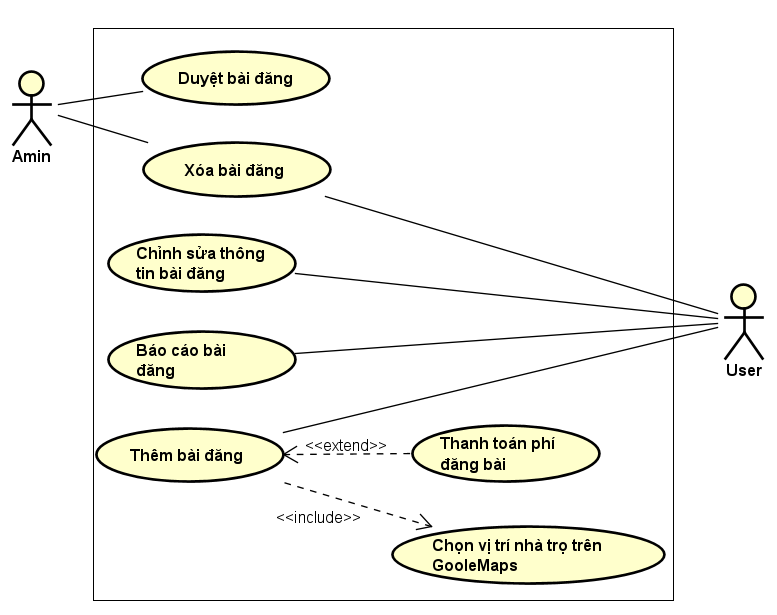 Duyệt bài đăng
Amin
Xóa bài đăng
Chỉnh sửa thông
tin bài đăng
Báo cáo bài
đăng
User
Thêm bài đăng
<<extend>>
Thanh toán phí
đăng bài
<<include>>
Chọn vị trí nhà trọ trên
GooleMaps